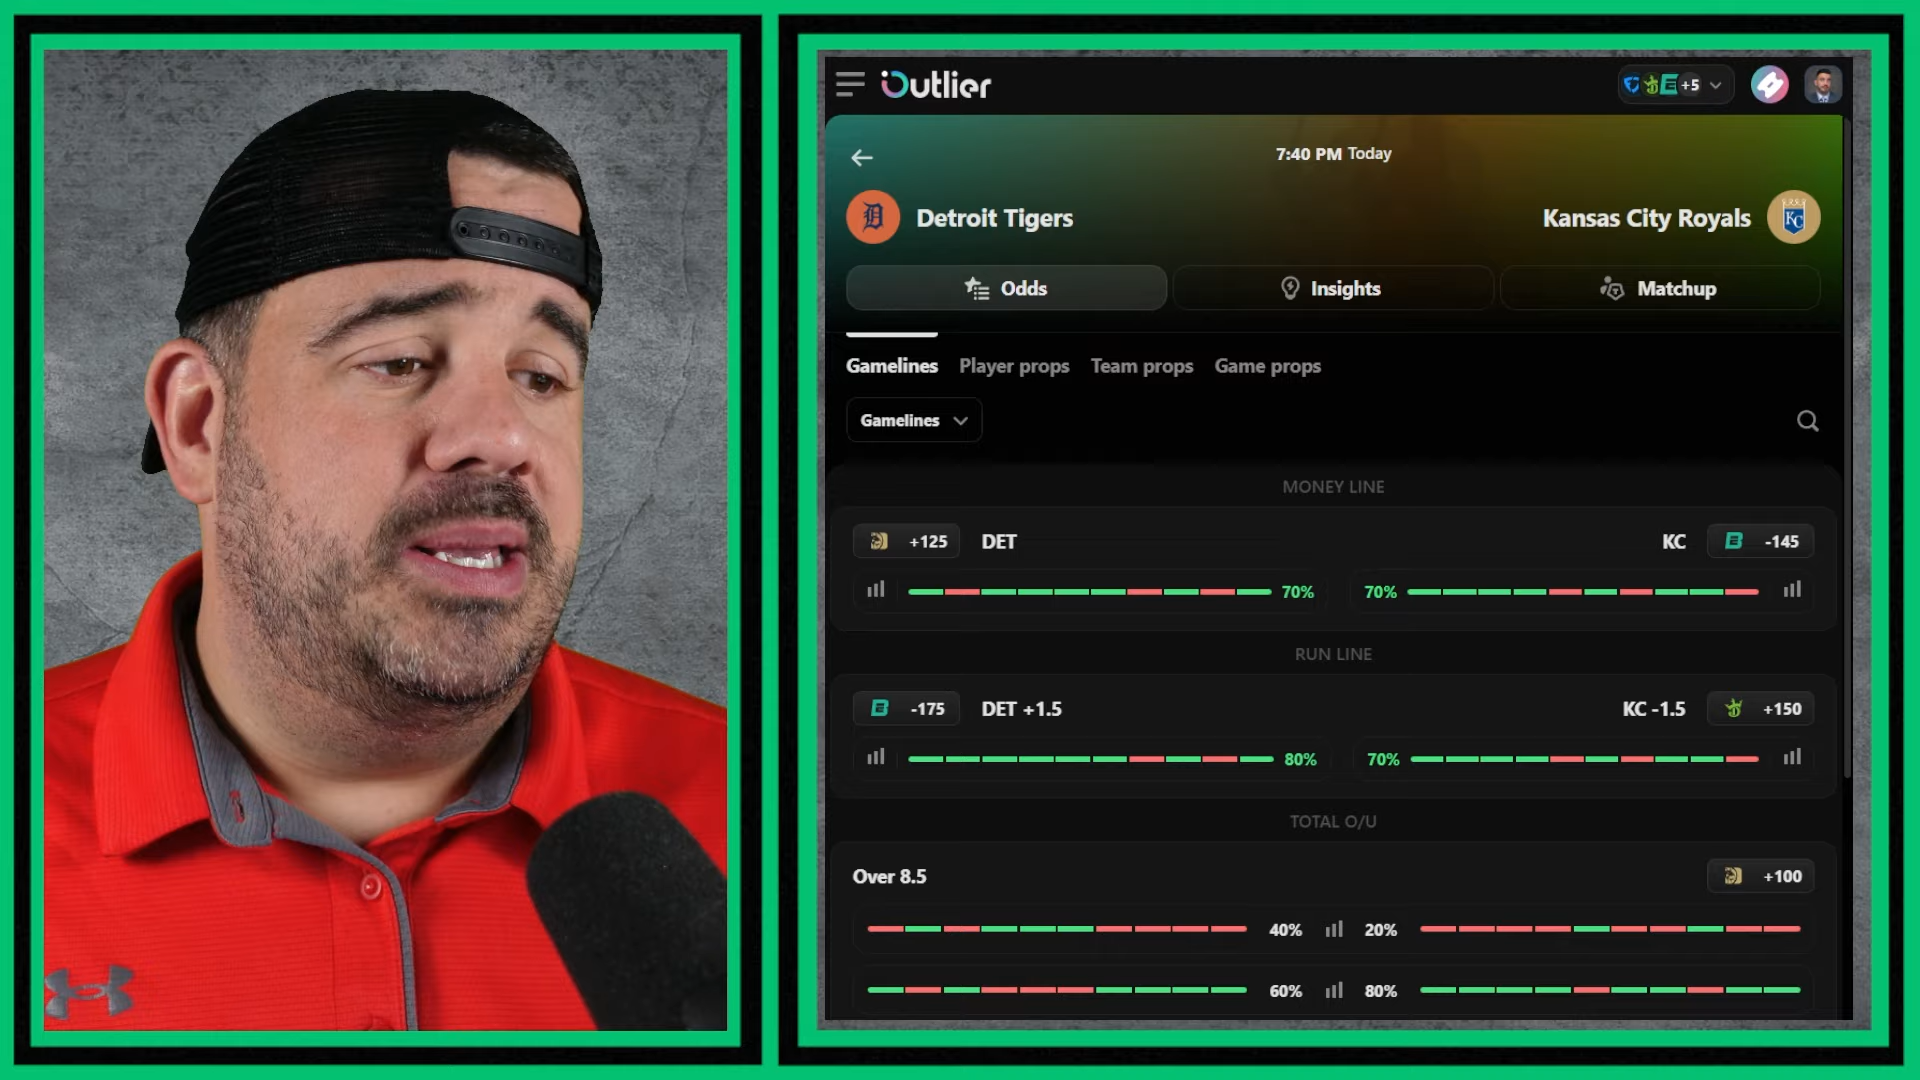 Outlier
+5
7:40 PM Today
Detroit Tigers
Kansas City Royals
KC
Odds
Insights
Matchup
Gamelines
Player props
Team props
Game props
Gamelines
MONEY LINE
+125 DET
KC -145
70%
70%
RUN LINE
-175 DET +1.5
KC -1.5 +150
80%
70%
TOTAL O/U
Over 8.5
+100
40%
20%
60%
80%